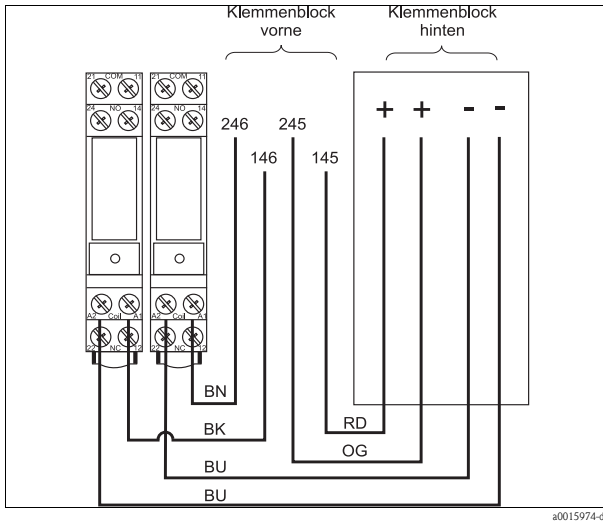 Klemmenblock
vorne
Klemmenblock
hinten
21 COM 11
21 COM 11
24 NO 14
24 NO 14
+ + - -
246
245
146
145
A2 Coil A1
A2 Coil A1
22 NC 12
22 NC 12
BN
BK
RD
OG
BU
BU
a0015974-de